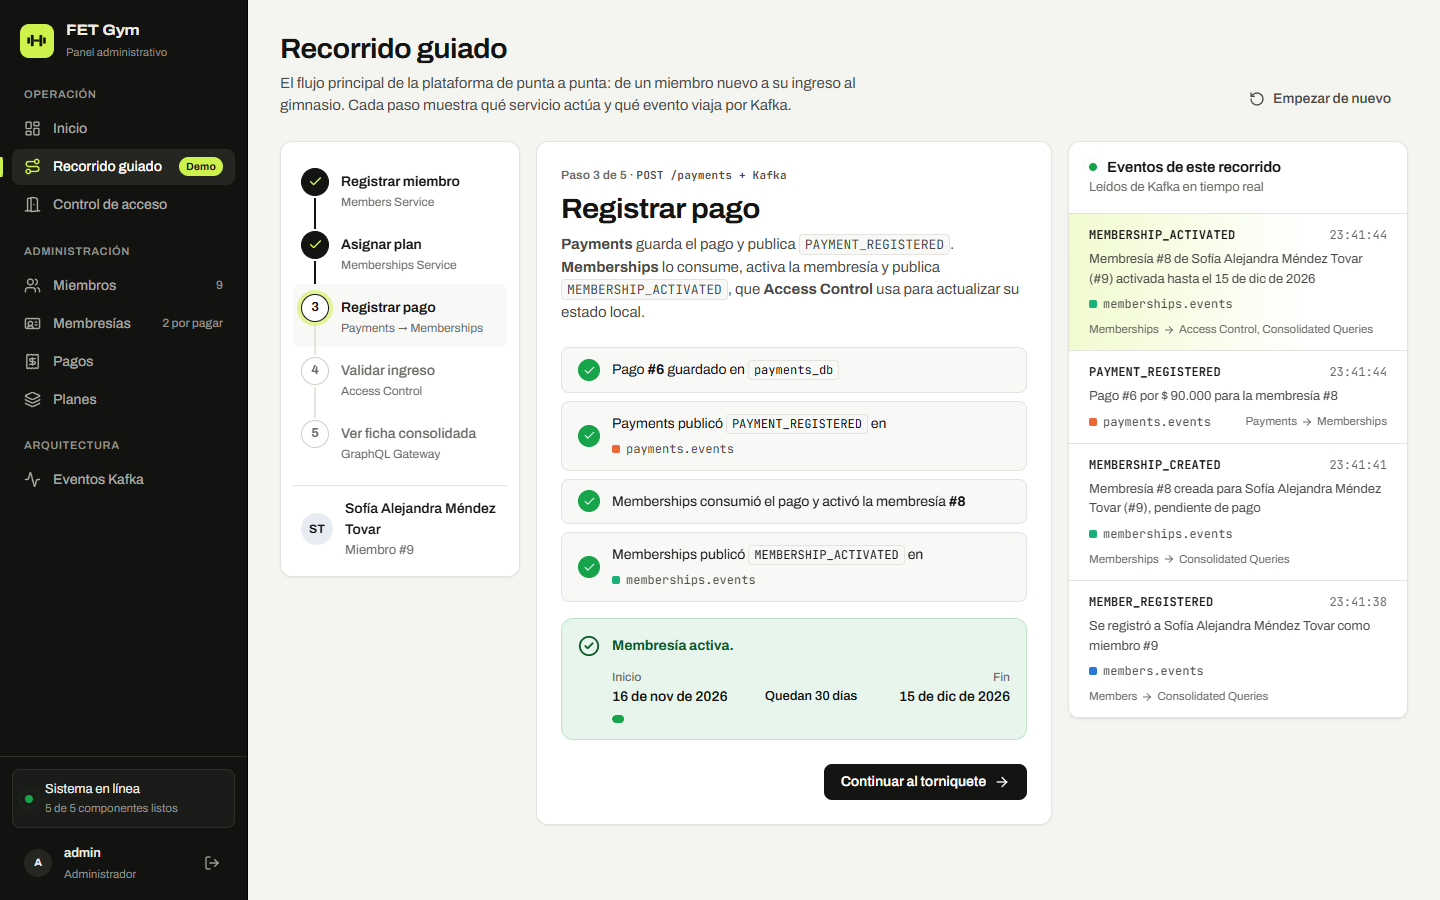 FET Gym
Panel administrativo
OPERACIÓN
Inicio
Recorrido guiado Demo
Control de acceso
ADMINISTRACIÓN
Miembros 9
Membresías 2 por pagar
Pagos
Planes
ARQUITECTURA
Eventos Kafka
Sistema en línea
5 de 5 componentes listos
A
admin
Administrador
Recorrido guiado
El flujo principal de la plataforma de punta a punta: de un miembro nuevo a su ingreso al
gimnasio. Cada paso muestra qué servicio actúa y qué evento viaja por Kafka.
Empezar de nuevo
Registrar miembro
Members Service
Asignar plan
Memberships Service
3
Registrar pago
Payments → Memberships
4
Validar ingreso
Access Control
5
Ver ficha consolidada
GraphQL Gateway
ST
Sofía Alejandra Méndez
Tovar
Miembro #9
Paso 3 de 5 · POST /payments + Kafka
Registrar pago
Payments guarda el pago y publica PAYMENT_REGISTERED.
Memberships lo consume, activa la membresía y publica
MEMBERSHIP_ACTIVATED, que Access Control usa para actualizar su
estado local.
Pago #6 guardado en payments_db
Payments publicó PAYMENT_REGISTERED en
payments.events
Memberships consumió el pago y activó la membresía #8
Memberships publicó MEMBERSHIP_ACTIVATED en
memberships.events
Membresía activa.
Inicio Fin
16 de nov de 2026 Quedan 30 días 15 de dic de 2026
Continuar al torniquete →
Eventos de este recorrido
Leídos de Kafka en tiempo real
MEMBERSHIP_ACTIVATED 23:41:44
Membresía #8 de Sofía Alejandra Méndez Tovar
(#9) activada hasta el 15 de dic de 2026
memberships.events
Memberships → Access Control, Consolidated Queries
PAYMENT_REGISTERED 23:41:44
Pago #6 por $ 90.000 para la membresía #8
payments.events Payments → Memberships
MEMBERSHIP_CREATED 23:41:41
Membresía #8 creada para Sofía Alejandra Méndez
Tovar (#9), pendiente de pago
memberships.events
Memberships → Consolidated Queries
MEMBER_REGISTERED 23:41:38
Se registró a Sofía Alejandra Méndez Tovar como
miembro #9
members.events
Members → Consolidated Queries